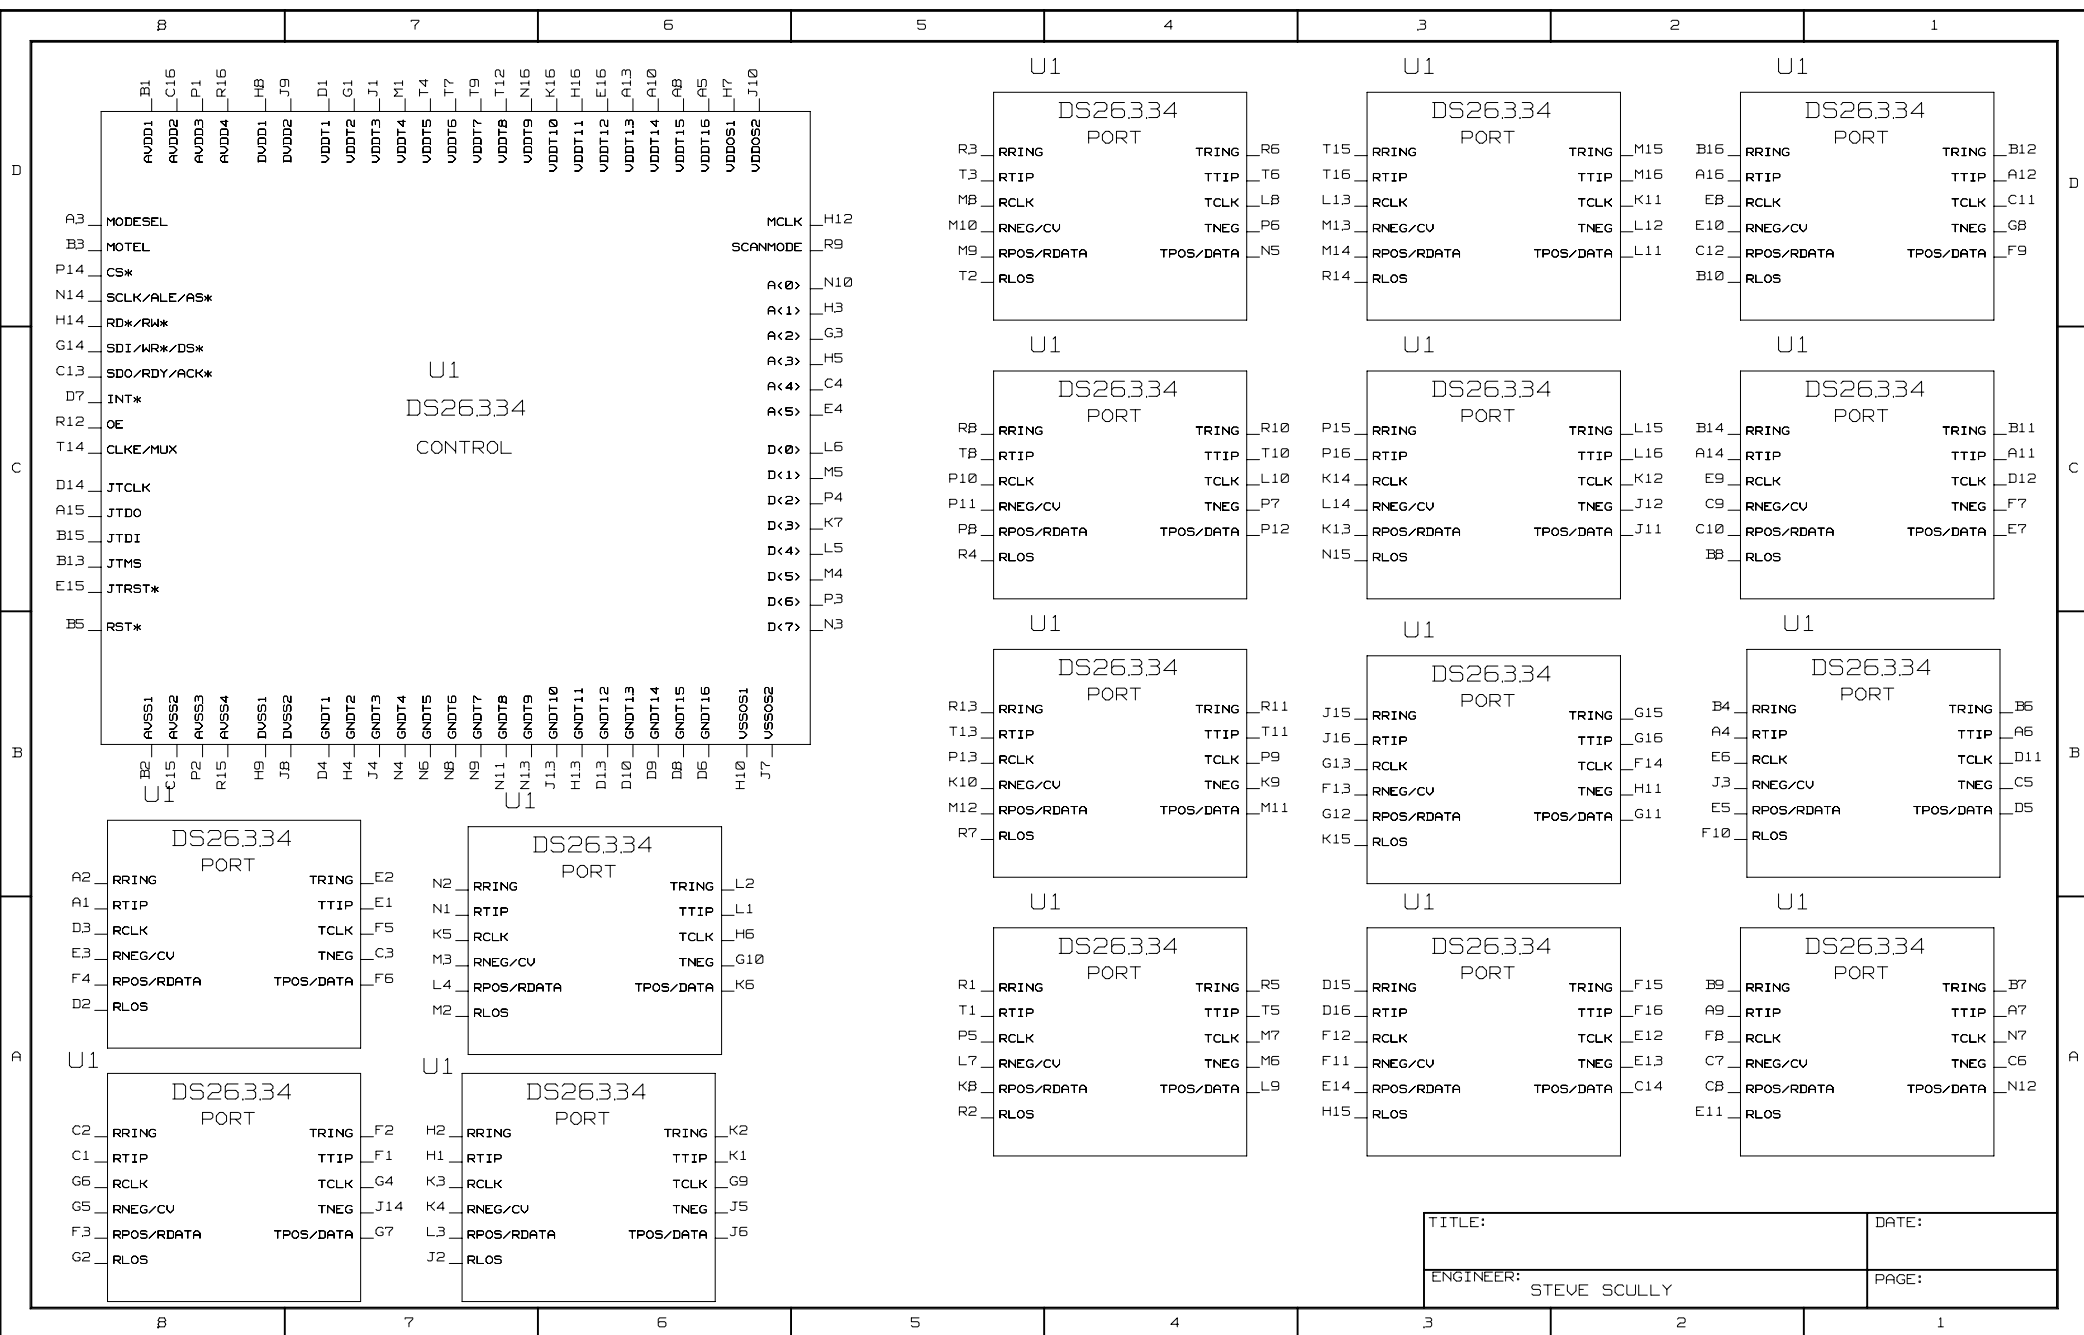 8 7 6 5 4 3 2 1
B1 C16 P1 R16 H8 J9 D1 G1 J1 M1 T4 T7 T9 T12 N16 K16 H16 E16 A13 A10 A8 A5 H7 J10
AVDD1 AVDD2 AVDD3 AVDD4 DVDD1 DVDD2 VDDT1 VDDT2 VDDT3 VDDT4 VDDT5 VDDT6 VDDT7 VDDT8 VDDT9 VDDT10 VDDT11 VDDT12 VDDT13 VDDT14 VDDT15 VDDT16 VDDOS1 VDDOS2
A3 MODESEL MCLK H12
B3 MOTEL SCANMODE R9
P14 CS*
N14 SCLK/ALE/AS* A<0> N10
H14 RD*/RW* A<1> H3
G14 SDI/WR*/DS* A<2> G3
C13 SDO/RDY/ACK* A<3> H5
D7 INT* A<4> C4
R12 OE A<5> E4
T14 CLKE/MUX D<0> L6
D14 JTCLK D<1> M5
A15 JTDO D<2> P4
B15 JTDI D<3> K7
B13 JTMS D<4> L5
E15 JTRST* D<5> M4
D<6> P3
B5 RST* D<7> N3
U1
DS26334
CONTROL
AVSS1 AVSS2 AVSS3 AVSS4 DVSS1 DVSS2 GNDT1 GNDT2 GNDT3 GNDT4 GNDT5 GNDT6 GNDT7 GNDT8 GNDT9 GNDT10 GNDT11 GNDT12 GNDT13 GNDT14 GNDT15 GNDT16 VSSOS1 VSSOS2
B2 C15 P2 R15 H9 J8 D4 H4 J4 N4 N6 N8 N9 N11 N13 J13 H13 D13 D10 D9 D8 D6 H10 J7
U1
DS26334
PORT
A2 RRING TRING E2
A1 RTIP TTIP E1
D3 RCLK TCLK F5
E3 RNEG/CV TNEG C3
F4 RPOS/RDATA TPOS/DATA F6
D2 RLOS
U1
DS26334
PORT
N2 RRING TRING L2
N1 RTIP TTIP L1
K5 RCLK TCLK H6
M3 RNEG/CV TNEG G10
L4 RPOS/RDATA TPOS/DATA K6
M2 RLOS
U1
DS26334
PORT
C2 RRING TRING F2
C1 RTIP TTIP F1
G6 RCLK TCLK G4
G5 RNEG/CV TNEG J14
F3 RPOS/RDATA TPOS/DATA G7
G2 RLOS
U1
DS26334
PORT
H2 RRING TRING K2
H1 RTIP TTIP K1
K3 RCLK TCLK G9
K4 RNEG/CV TNEG J5
L3 RPOS/RDATA TPOS/DATA J6
J2 RLOS
U1
DS26334
PORT
R3 RRING TRING R6
T3 RTIP TTIP T6
M8 RCLK TCLK L8
M10 RNEG/CV TNEG P6
M9 RPOS/RDATA TPOS/DATA N5
T2 RLOS
U1
DS26334
PORT
T15 RRING TRING M15
T16 RTIP TTIP M16
L13 RCLK TCLK K11
M13 RNEG/CV TNEG L12
M14 RPOS/RDATA TPOS/DATA L11
R14 RLOS
U1
DS26334
PORT
B16 RRING TRING B12
A16 RTIP TTIP A12
E8 RCLK TCLK C11
E10 RNEG/CV TNEG G8
C12 RPOS/RDATA TPOS/DATA F9
B10 RLOS
U1
DS26334
PORT
R8 RRING TRING R10
T8 RTIP TTIP T10
P10 RCLK TCLK L10
P11 RNEG/CV TNEG P7
P8 RPOS/RDATA TPOS/DATA P12
R4 RLOS
U1
DS26334
PORT
P15 RRING TRING L15
P16 RTIP TTIP L16
K14 RCLK TCLK K12
L14 RNEG/CV TNEG J12
K13 RPOS/RDATA TPOS/DATA J11
N15 RLOS
U1
DS26334
PORT
B14 RRING TRING B11
A14 RTIP TTIP A11
E9 RCLK TCLK D12
C9 RNEG/CV TNEG F7
C10 RPOS/RDATA TPOS/DATA E7
B8 RLOS
U1
DS26334
PORT
R13 RRING TRING R11
T13 RTIP TTIP T11
P13 RCLK TCLK P9
K10 RNEG/CV TNEG K9
M12 RPOS/RDATA TPOS/DATA M11
R7 RLOS
U1
DS26334
PORT
J15 RRING TRING G15
J16 RTIP TTIP G16
G13 RCLK TCLK F14
F13 RNEG/CV TNEG H11
G12 RPOS/RDATA TPOS/DATA G11
K15 RLOS
U1
DS26334
PORT
B4 RRING TRING B6
A4 RTIP TTIP A6
E6 RCLK TCLK D11
J3 RNEG/CV TNEG C5
E5 RPOS/RDATA TPOS/DATA D5
F10 RLOS
U1
DS26334
PORT
R1 RRING TRING R5
T1 RTIP TTIP T5
P5 RCLK TCLK M7
L7 RNEG/CV TNEG M6
K8 RPOS/RDATA TPOS/DATA L9
R2 RLOS
U1
DS26334
PORT
D15 RRING TRING F15
D16 RTIP TTIP F16
F12 RCLK TCLK E12
F11 RNEG/CV TNEG E13
E14 RPOS/RDATA TPOS/DATA C14
H15 RLOS
U1
DS26334
PORT
B9 RRING TRING B7
A9 RTIP TTIP A7
F8 RCLK TCLK N7
C7 RNEG/CV TNEG C6
C8 RPOS/RDATA TPOS/DATA N12
E11 RLOS
D D
C C
B B
A A
TITLE: DATE:
ENGINEER: STEVE SCULLY PAGE:
8 7 6 5 4 3 2 1